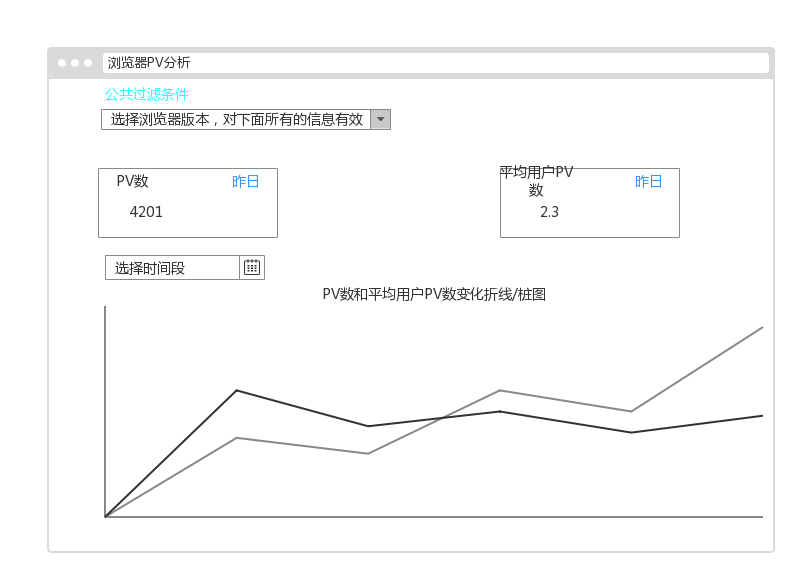 浏览器PV分析
公共过滤条件
选择浏览器版本，对下面所有的信息有效
PV数
昨日
4201
平均用户PV
数
昨日
2.3
选择时间段
PV数和平均用户PV数变化折线/桩图